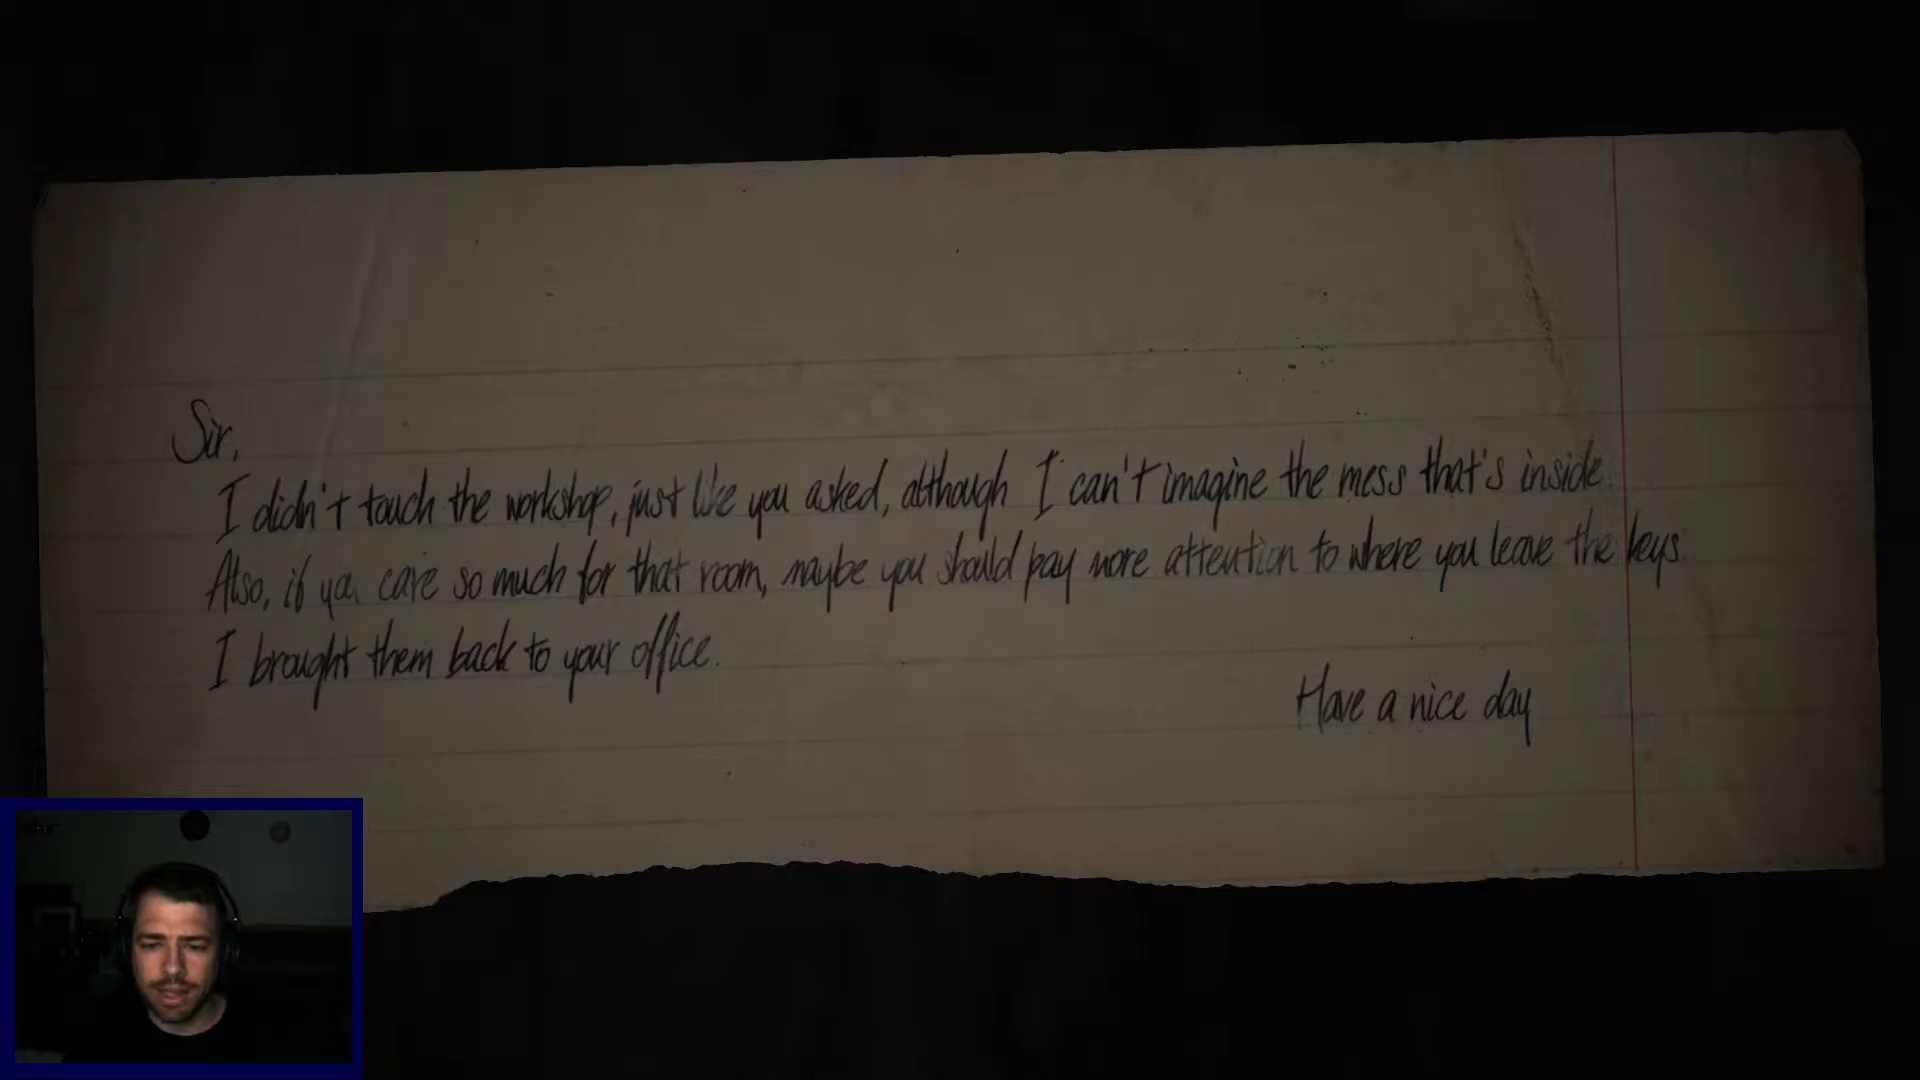 Sir,
I didn't touch the workshop, just like you asked, although I can't imagine the mess that's inside.
Also, if you care so much for that room, maybe you should pay more attention to where you leave the keys.
I brought them back to your office.
Have a nice day